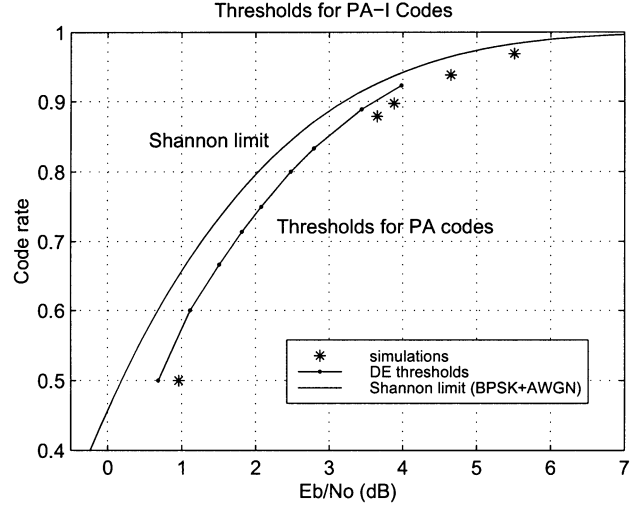 Thresholds for PA−I Codes
1
0.9
0.8
0.7
0.6
0.5
0.4
Code rate
Shannon limit
Thresholds for PA codes
simulations
DE thresholds
Shannon limit (BPSK+AWGN)
0 1 2 3 4 5 6 7
Eb/No (dB)